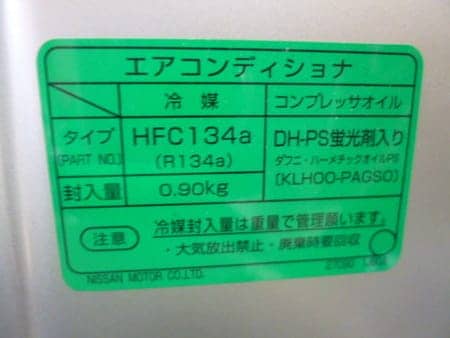 エアコンディショナ
冷媒 コンプレッサオイル
タイプ HFC134a DH-PS蛍光剤入り
(PART NO.) (R134a) ダフニ・ハーメチックオイルPS
封入量 0.90kg (KLH00-PAGS0)
注意 冷媒封入量は重量で管理願います。
・大気放出禁止・廃棄時要回収
NISSAN MOTOR CO.LTD. 27090